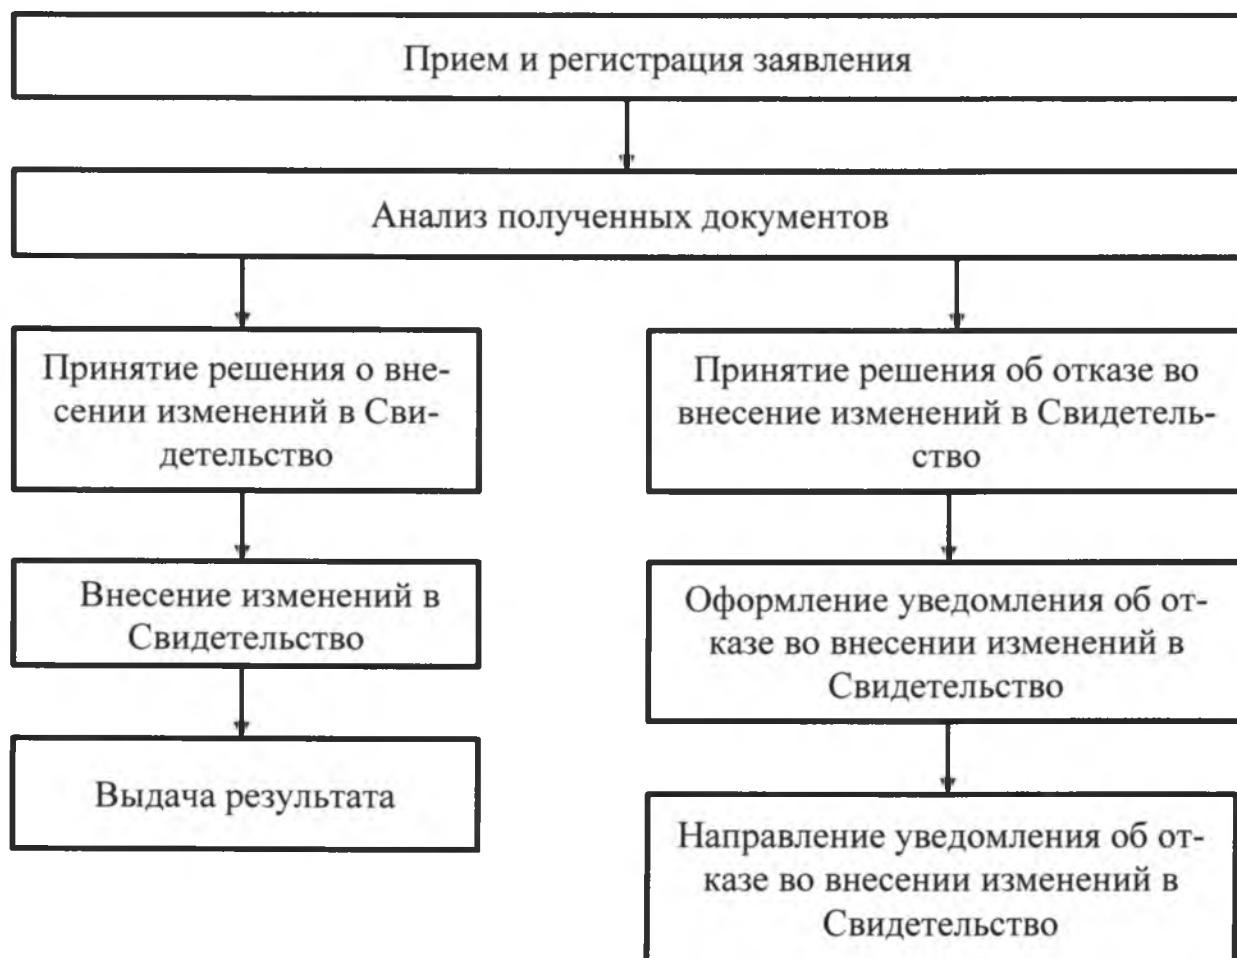 Прием и регистрация заявления
Анализ полученных документов
Принятие решения о вне-
сении изменений в Сви-
детельство
Внесение изменений в
Свидетельство
Выдача результата
Принятие решения об отказе во
внесение изменений в Свидетель-
ство
Оформление уведомления об от-
казе во внесении изменений в
Свидетельство
Направление уведомления об от-
казе во внесении изменений в
Свидетельство